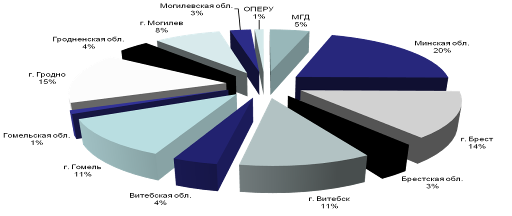 Могилевская обл.
3%
ОПЕРУ
1%
МГД
5%
Минская обл.
20%
г. Брест
14%
Брестская обл.
3%
г. Витебск
11%
Витебская обл.
4%
г. Гомель
11%
Гомельская обл.
1%
г. Гродно
15%
Гродненская обл.
4%
г. Могилев
8%